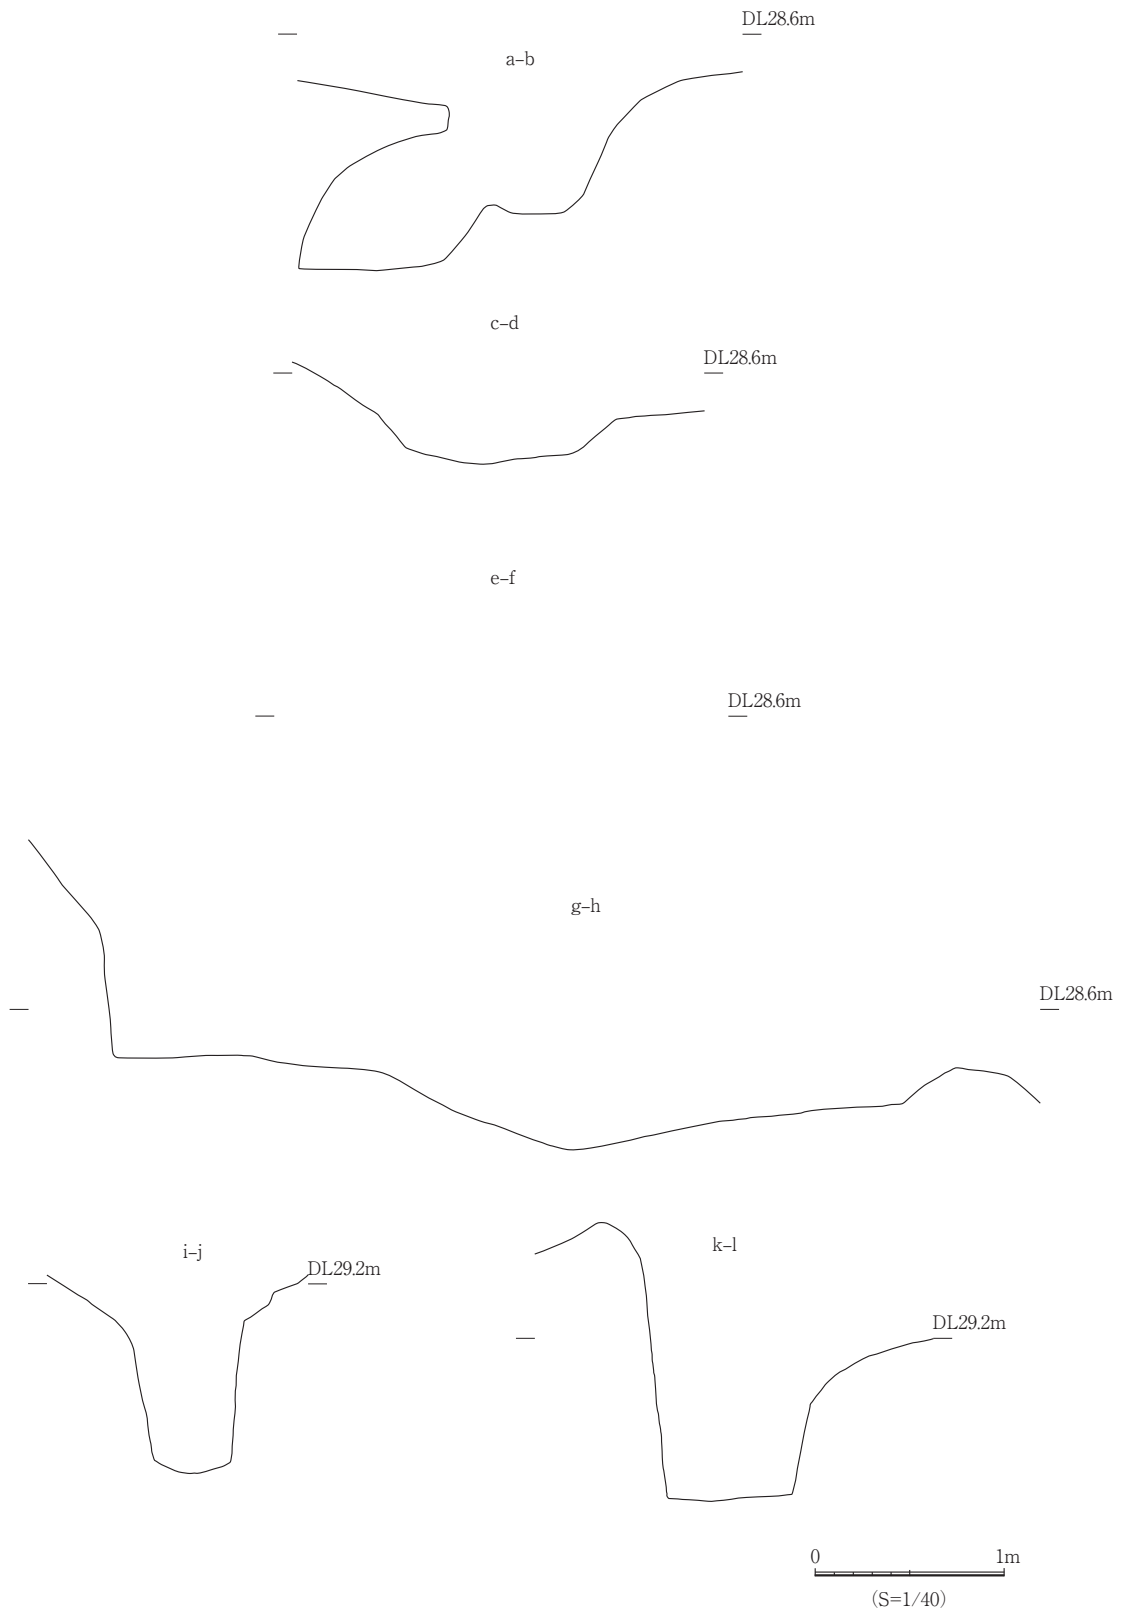 DL28.6m
a–b
c–d
DL28.6m
e–f
DL28.6m
g–h
DL28.6m
i–j
DL29.2m
k–l
DL29.2m
0 1m
(S=1/40)